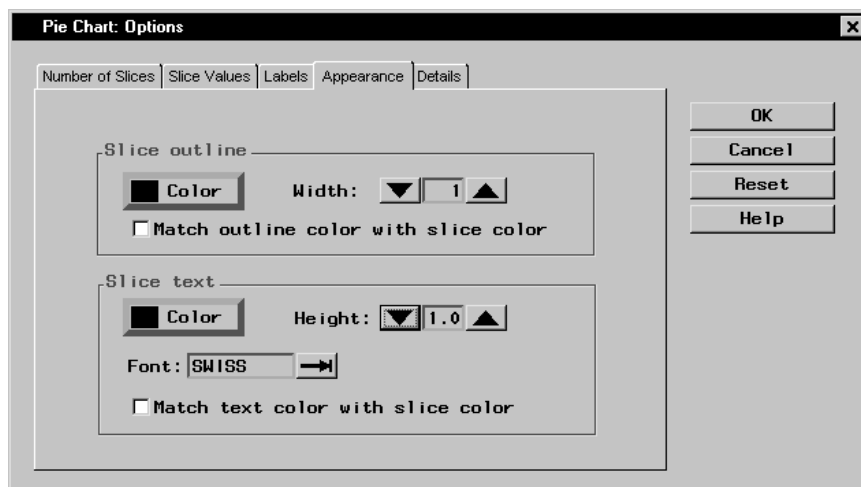 Pie Chart: Options
Number of Slices Slice Values Labels Appearance Details
OK
Cancel
Reset
Help
Slice outline
Color Width: 1
Match outline color with slice color
Slice text
Color Height: 1.0
Font: SWISS
Match text color with slice color